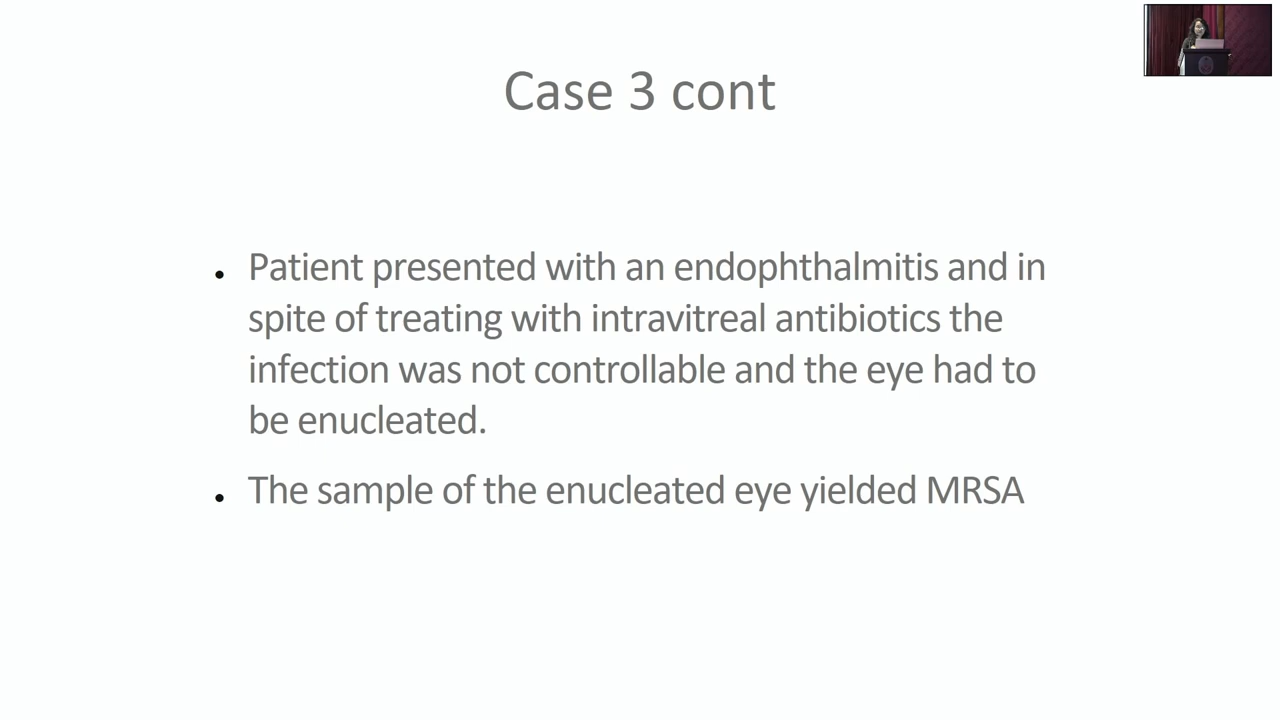 Case 3 cont
• Patient presented with an endophthalmitis and in
spite of treating with intravitreal antibiotics the
infection was not controllable and the eye had to
be enucleated.
• The sample of the enucleated eye yielded MRSA